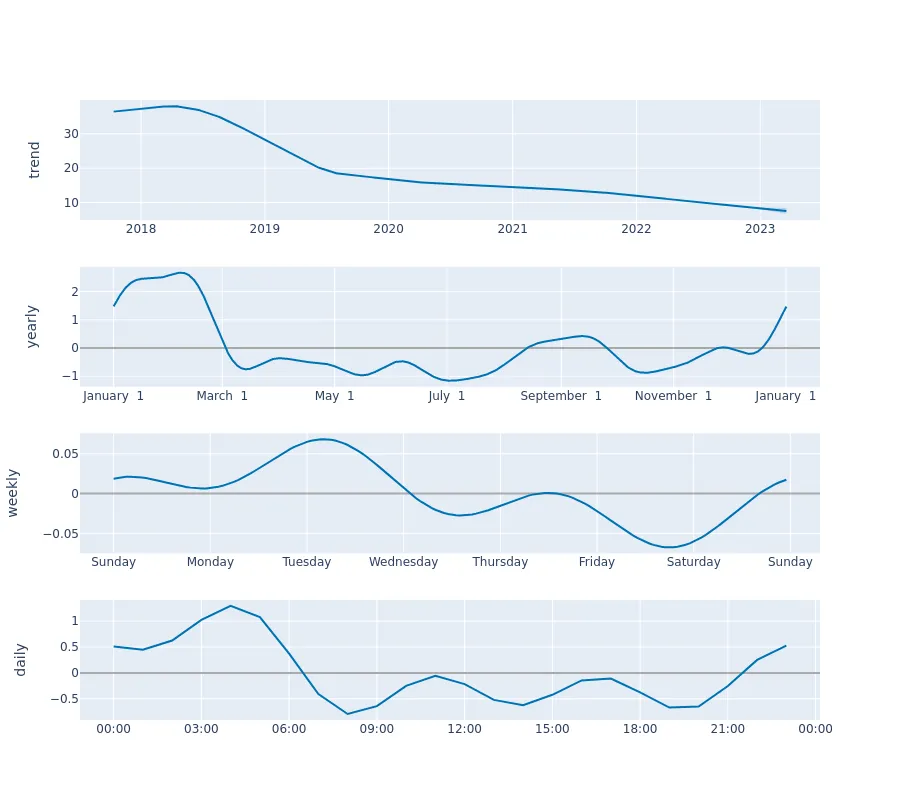 trend
30
20
10
2018 2019 2020 2021 2022 2023
yearly
2
1
0
−1
January 1 March 1 May 1 July 1 September 1 November 1 January 1
weekly
0.05
0
−0.05
Sunday Monday Tuesday Wednesday Thursday Friday Saturday Sunday
daily
1
0.5
0
−0.5
00:00 03:00 06:00 09:00 12:00 15:00 18:00 21:00 00:00